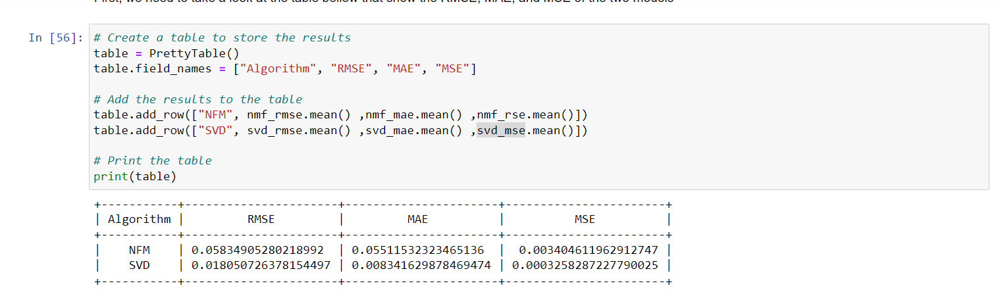 First, we need to take a look at the table bellow that show the RMSE, MAE, and MSE of the two models
In [56]: # Create a table to store the results
table = PrettyTable()
table.field_names = ["Algorithm", "RMSE", "MAE", "MSE"]
# Add the results to the table
table.add_row(["NFM", nmf_rmse.mean() ,nmf_mae.mean() ,nmf_rse.mean()])
table.add_row(["SVD", svd_rmse.mean() ,svd_mae.mean() ,svd_mse.mean()])
# Print the table
print(table)
+-----------+----------------------+----------------------+-----------------------+
| Algorithm |         RMSE         |         MAE          |          MSE          |
+-----------+----------------------+----------------------+-----------------------+
|    NFM    | 0.05834905280218992  | 0.05511532323465136  |  0.003404611962912747 |
|    SVD    | 0.018050726378154497 | 0.008341629878469474 | 0.0003258287227790025 |
+-----------+----------------------+----------------------+-----------------------+